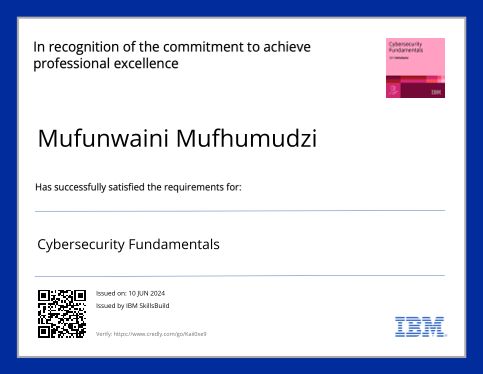 In recognition of the commitment to achieve
professional excellence
Cybersecurity
Fundamentals
IBM
Mufunwaini Mufhumudzi
Has successfully satisfied the requirements for:
Cybersecurity Fundamentals
Issued on: 10 JUN 2024
Issued by IBM SkillsBuild
Verify: https://www.credly.com/go/
IBM